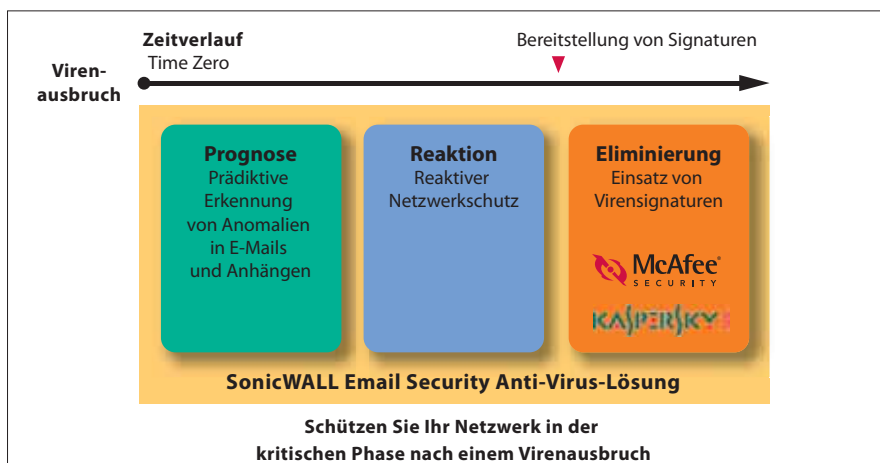 Zeitverlauf
Time Zero
Bereitstellung von Signaturen
Viren-
ausbruch
Prognose
Prädiktive
Erkennung
von Anomalien
in E-Mails
und Anhängen
Reaktion
Reaktiver
Netzwerkschutz
Eliminierung
Einsatz von
Virensignaturen
McAfee®
SECURITY
KASPERSKY
SonicWALL Email Security Anti-Virus-Lösung
Schützen Sie Ihr Netzwerk in der
kritischen Phase nach einem Virenausbruch